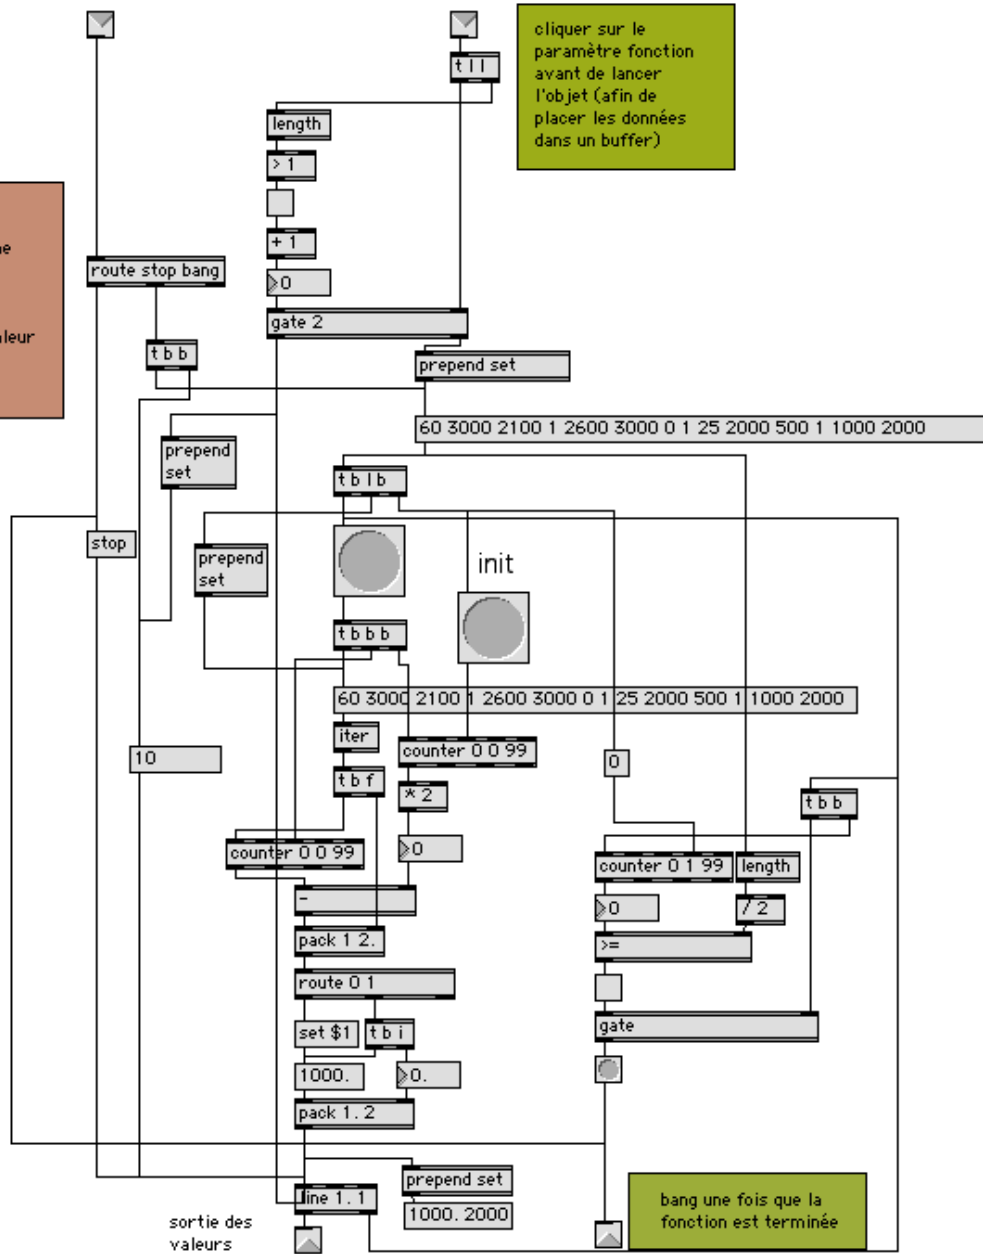 cliquer sur le
paramètre fonction
avant de lancer
l'objet (afin de
placer les données
dans un buffer)
t l l
length
> 1
+ 1
0
route stop bang
gate 2
t b b
prepend set
60 3000 2100 1 2600 3000 0 1 25 2000 500 1 1000 2000
prepend
set
t b l b
stop
prepend
set
init
t b b b
60 3000 2100 1 2600 3000 0 1 25 2000 500 1 1000 2000
iter
counter 0 0 99
10
0
t b f
* 2
t b b
counter 0 0 99
0
counter 0 1 99
length
-
0
/ 2
pack 1 2.
>=
route 0 1
set $1
t b i
gate
1000.
0.
pack 1. 2
prepend set
line 1. 1
1000. 2000
sortie des
valeurs
bang une fois que la
fonction est terminée